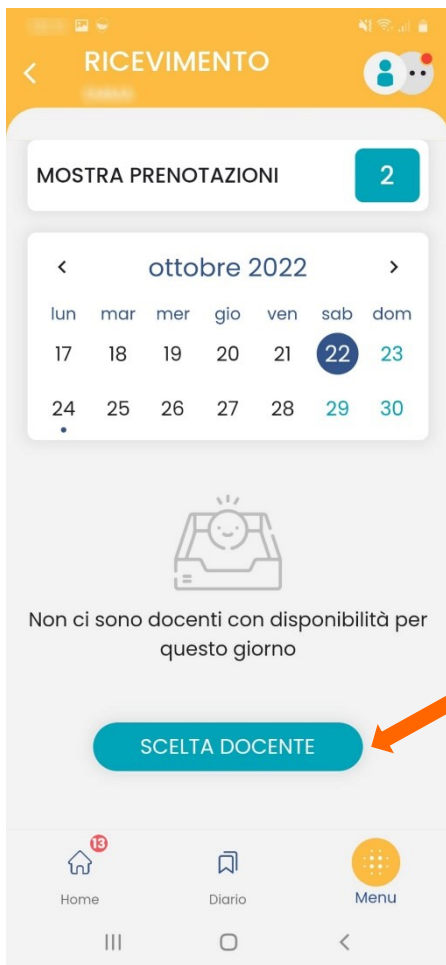 RICEVIMENTO
MOSTRA PRENOTAZIONI 2
ottobre 2022
lun mar mer gio ven sab dom
17 18 19 20 21 22 23
24 25 26 27 28 29 30
Non ci sono docenti con disponibilità per
questo giorno
SCELTA DOCENTE
13
Home Diario Menu